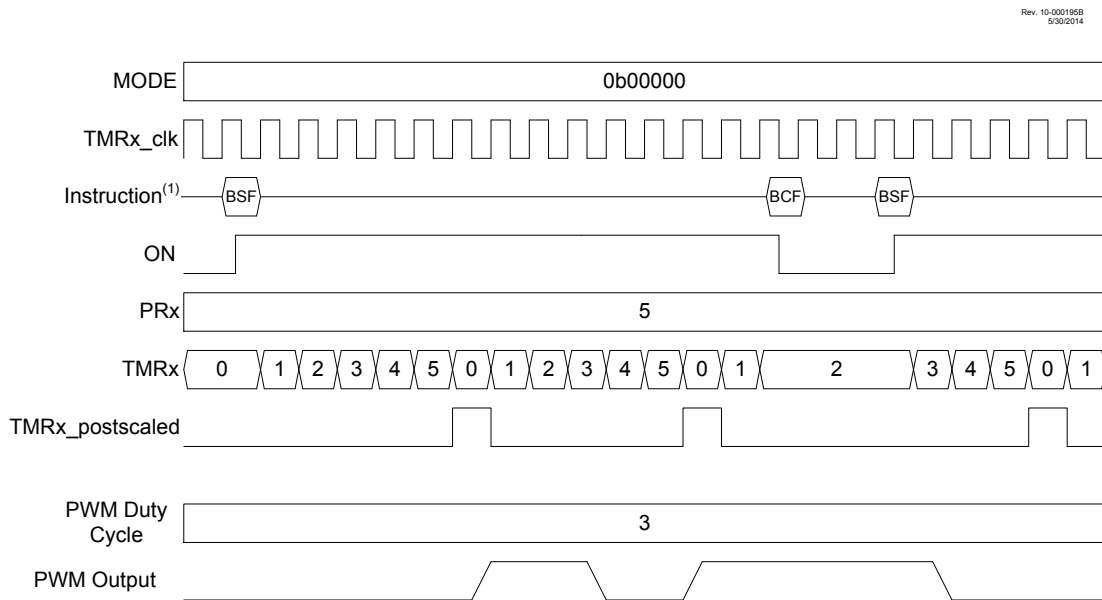 Rev. 10-000195B
5/30/2014
MODE 0b00000
TMRx_clk
Instruction(1) BSF BCF BSF
ON
PRx 5
TMRx 0 1 2 3 4 5 0 1 2 3 4 5 0 1 2 3 4 5 0 1
TMRx_postscaled
PWM Duty
Cycle 3
PWM Output